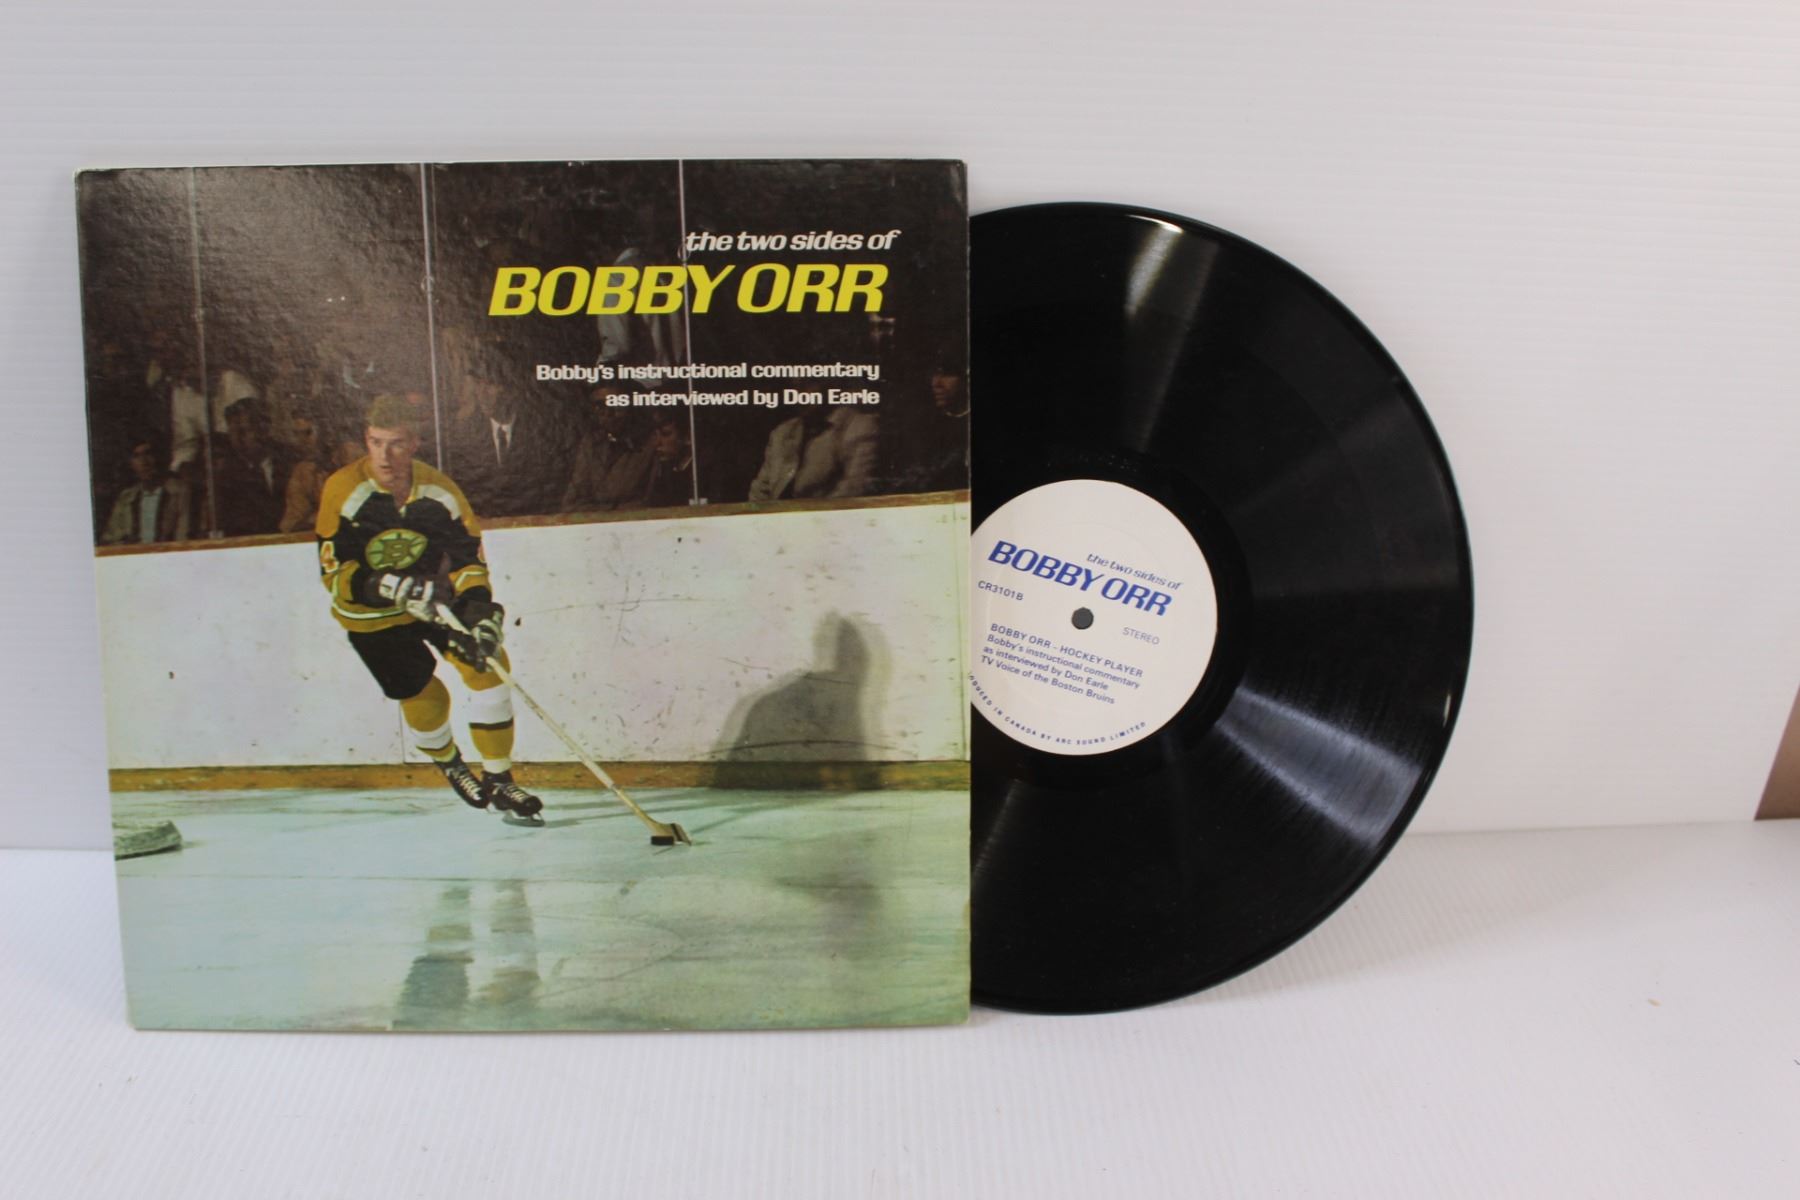 the two sides of
BOBBY ORR
Bobby's instructional commentary
as interviewed by Don Earle
4
B
the two sides of
BOBBY ORR
CR3101B
STEREO
BOBBY ORR - HOCKEY PLAYER
Bobby's instructional commentary
as interviewed by Don Earle
TV Voice of the Boston Bruins
ODUCED IN CANADA BY ARC SOUND LIMITED